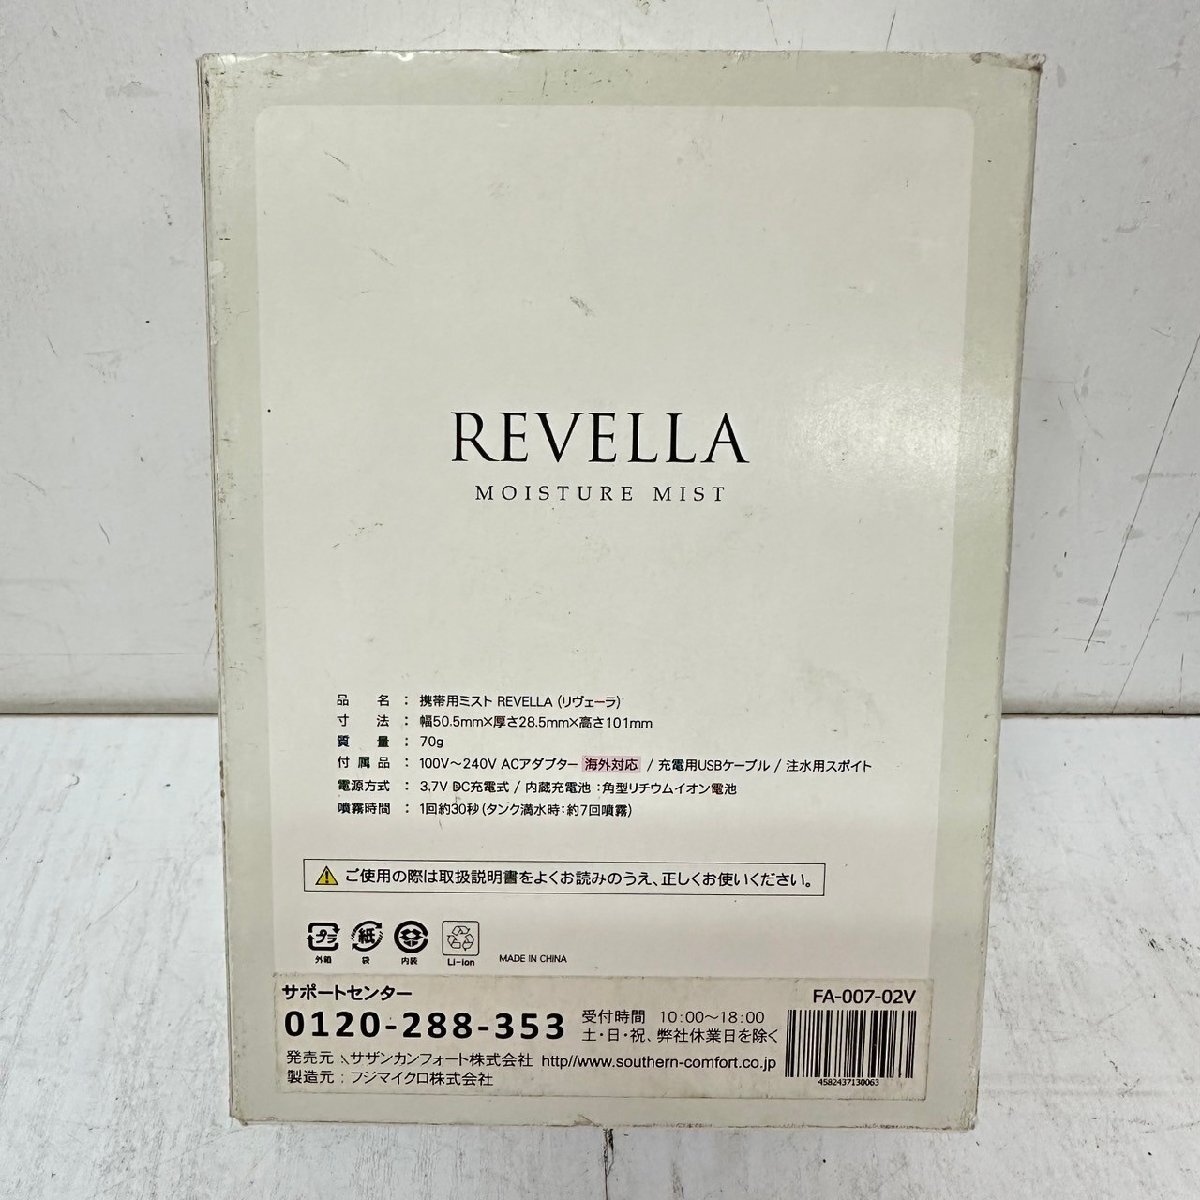 REVELLA
MOISTURE MIST
品名：携帯用ミスト REVELLA (リヴェーラ)
寸法：幅50.5mm×厚さ28.5mm×高さ101mm
質量：70g
付属品：100V〜240V ACアダプター 海外対応 / 充電用USBケーブル / 注水用スポイト
電源方式：3.7V DC充電式 / 内蔵充電池：角型リチウムイオン電池
噴霧時間：1回約30秒(タンク満水時：約7回噴霧)
ご使用の際は取扱説明書をよくお読みのうえ、正しくお使いください。
プラ 紙
外箱 袋 内装 Li-ion MADE IN CHINA
サポートセンター FA-007-02V
0120-288-353 受付時間 10:00〜18:00
土・日・祝、弊社休業日を除く
発売元：サザンカンフォート株式会社 http//www.southern-comfort.co.jp
製造元：フジマイクロ株式会社
4582437130063